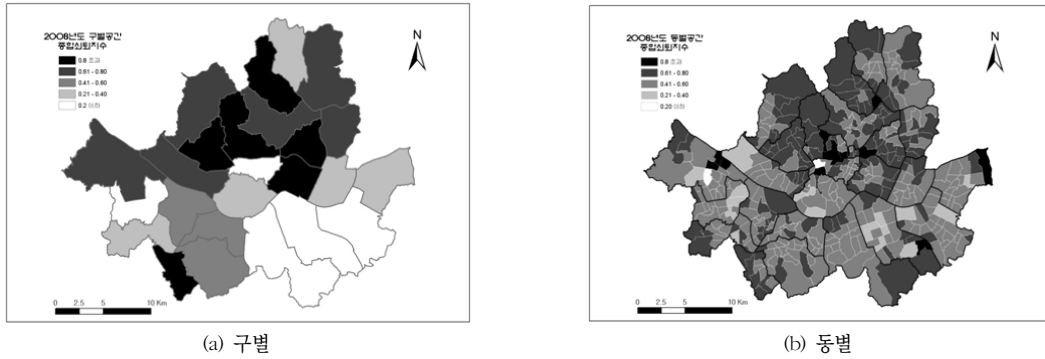 2008년도 구별공간
종합쇠퇴지수
0.8 초과
0.61 - 0.80
0.41 - 0.60
0.21 - 0.40
0.2 이하
N
0 2.5 5 10 Km
(a) 구별
2008년도 동별공간
종합쇠퇴지수
0.8 초과
0.61 - 0.80
0.41 - 0.60
0.21 - 0.40
0.20 이하
N
0 2.5 5 10 Km
(b) 동별